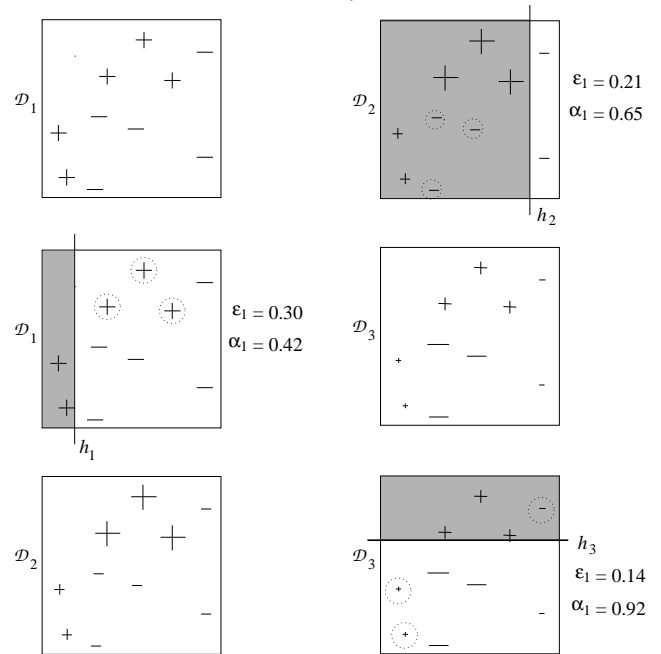 𝒟1
𝒟2
ε1 = 0.21
α1 = 0.65
h2
𝒟1
ε1 = 0.30
α1 = 0.42
h1
𝒟3
𝒟2
𝒟3
h3
ε1 = 0.14
α1 = 0.92